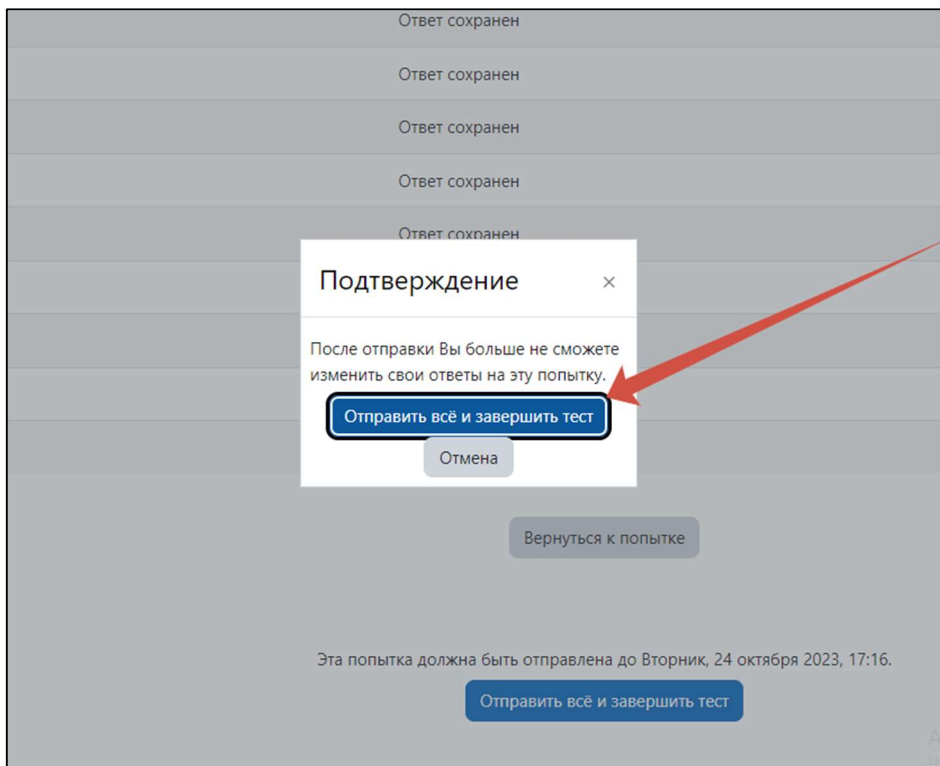 Ответ сохранен
Ответ сохранен
Ответ сохранен
Ответ сохранен
Ответ сохранен
Подтверждение ×
После отправки Вы больше не сможете
изменить свои ответы на эту попытку.
Отправить всё и завершить тест
Отмена
Вернуться к попытке
Эта попытка должна быть отправлена до Вторник, 24 октября 2023, 17:16.
Отправить всё и завершить тест